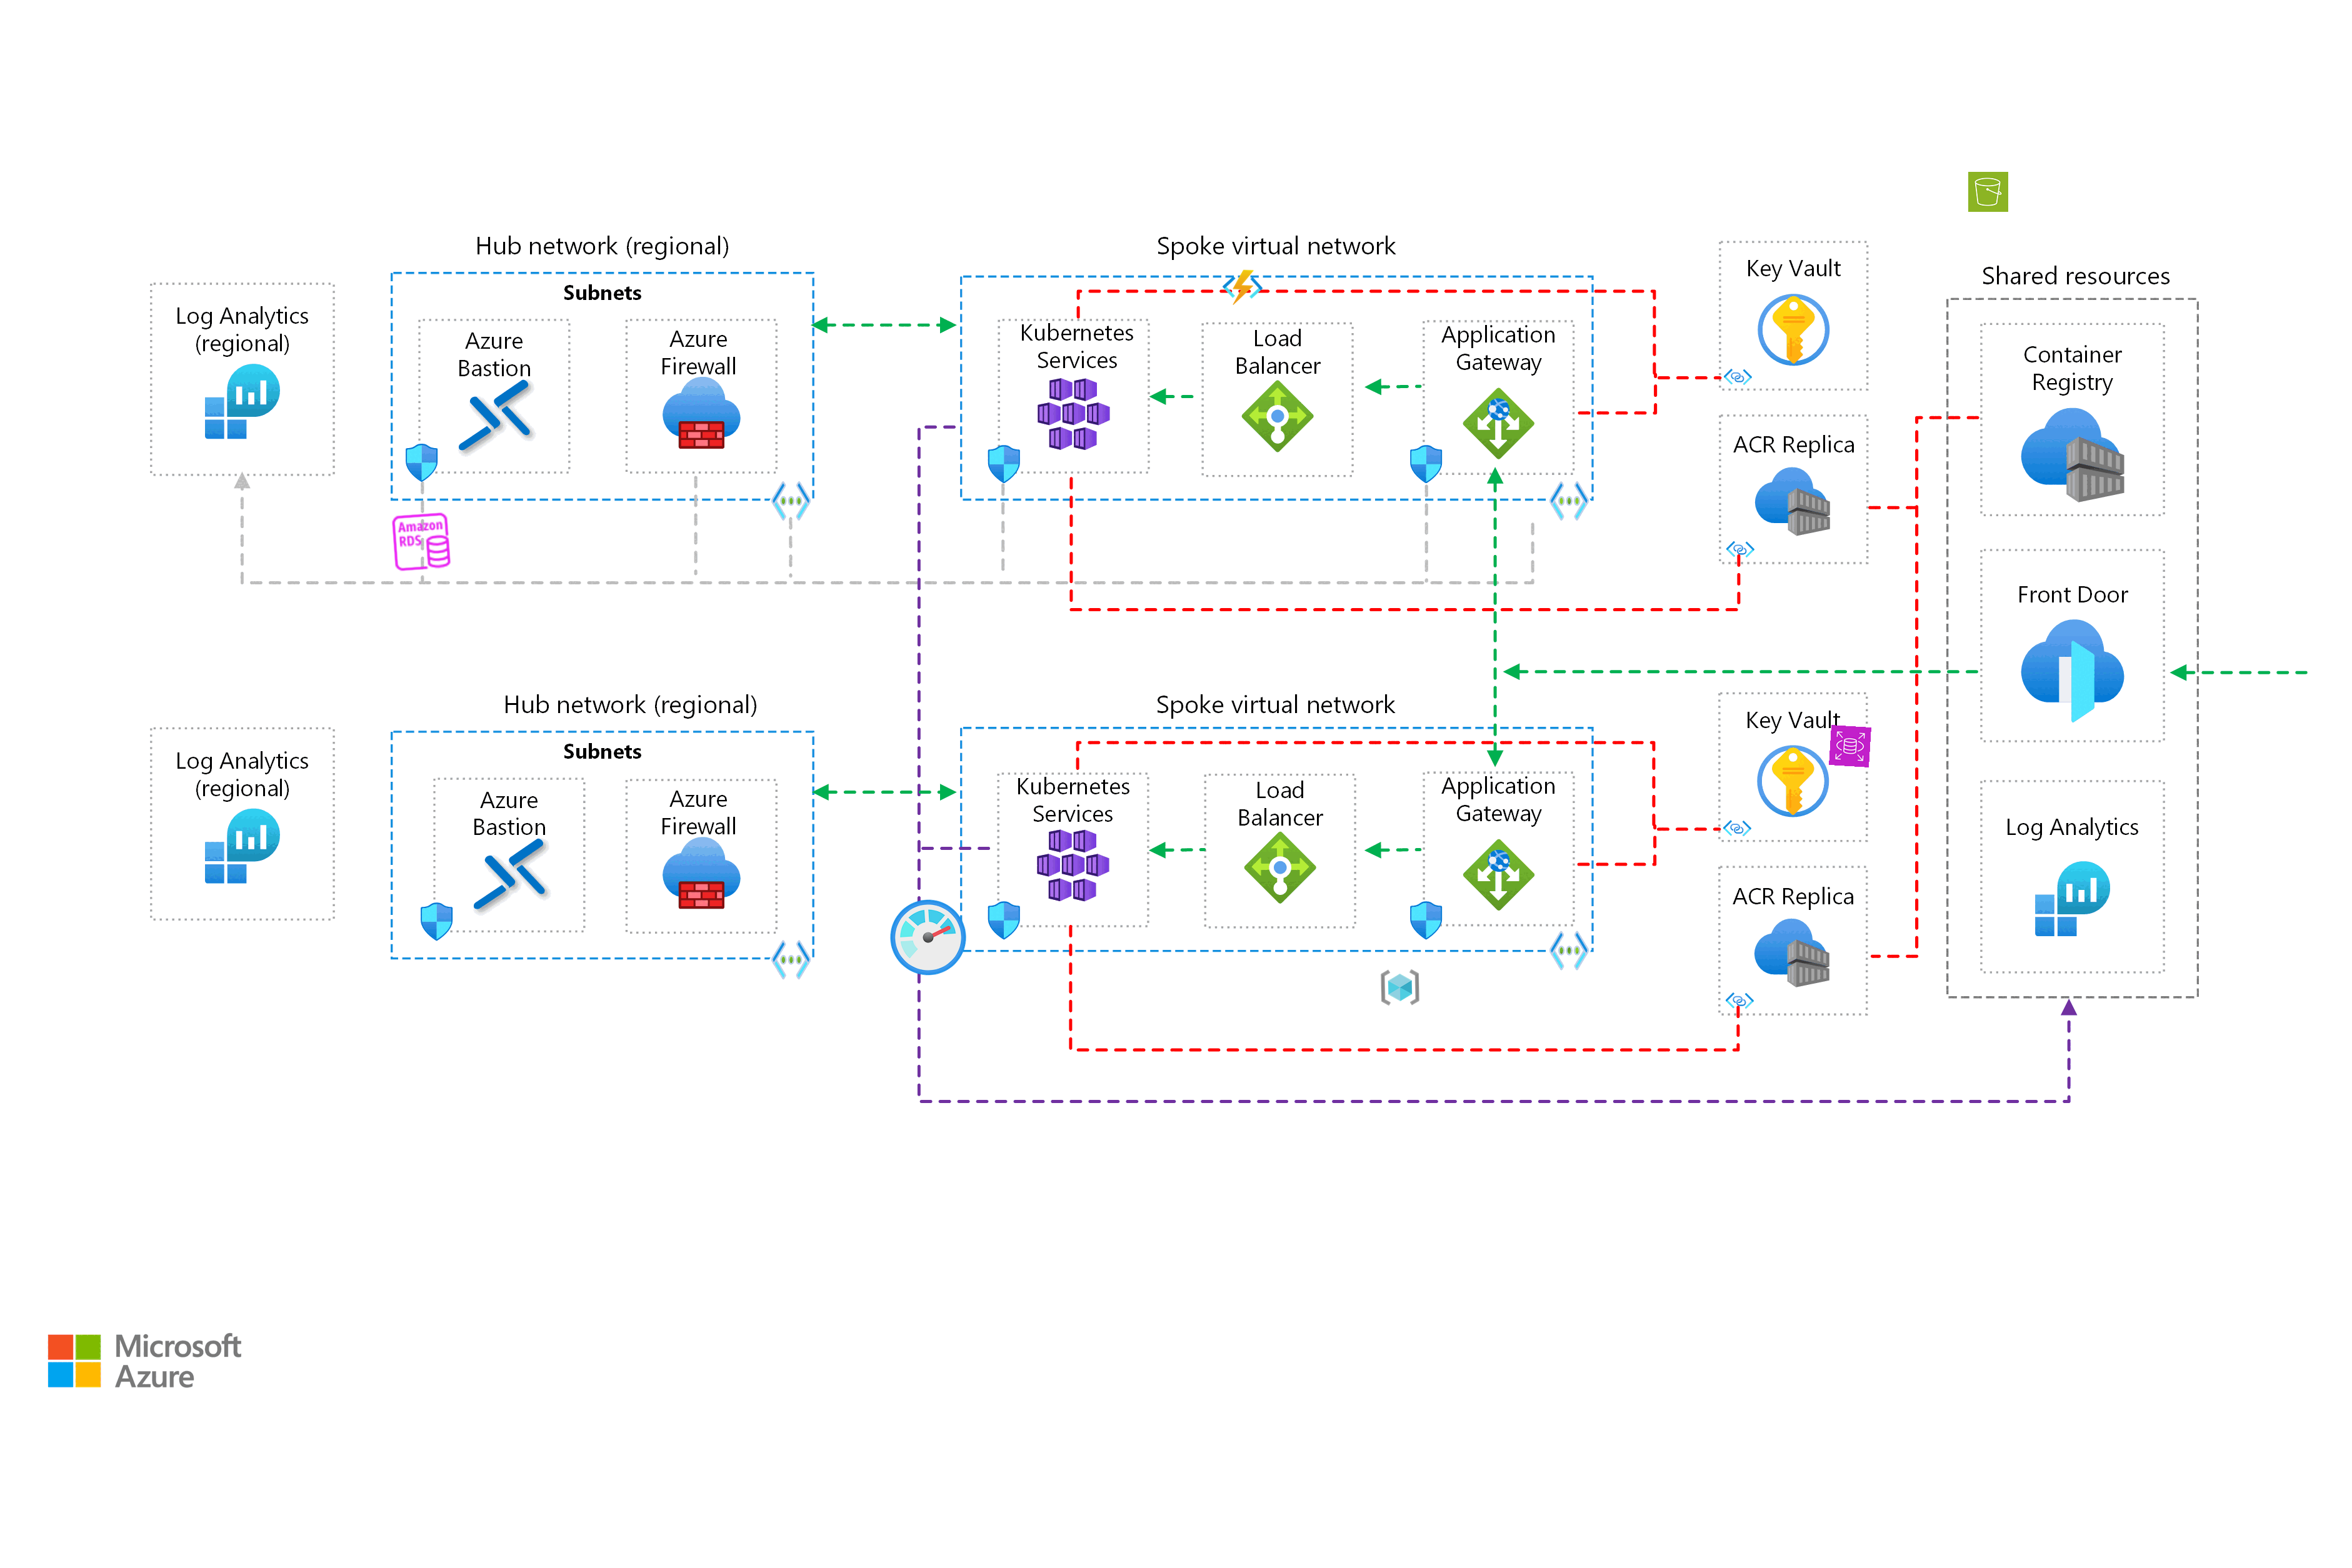 Hub network (regional)
Spoke virtual network
Key Vault
Shared resources
Log Analytics
(regional)
Subnets
Azure
Bastion
Azure
Firewall
Kubernetes
Services
Load
Balancer
Application
Gateway
Container
Registry
ACR Replica
Amazon
RDS
Front Door
Hub network (regional)
Spoke virtual network
Key Vault
Log Analytics
(regional)
Subnets
Azure
Bastion
Azure
Firewall
Kubernetes
Services
Load
Balancer
Application
Gateway
Log Analytics
ACR Replica
Microsoft
Azure